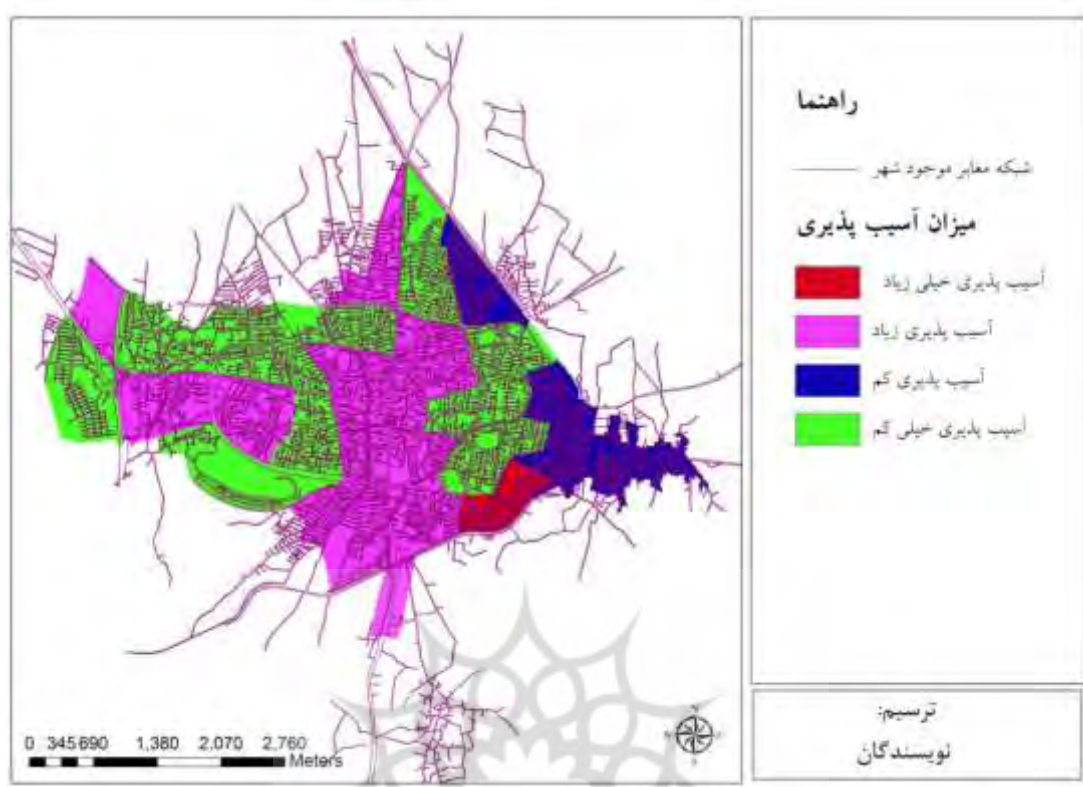 راهنما
شبکه معابر موجود شهر
میزان آسیب پذیری
آسیب پذیری خیلی زیاد
آسیب پذیری زیاد
آسیب پذیری کم
آسیب پذیری خیلی کم
ترسیم:
نویسندگان
0 345 690 1,380 2,070 2,760
Meters